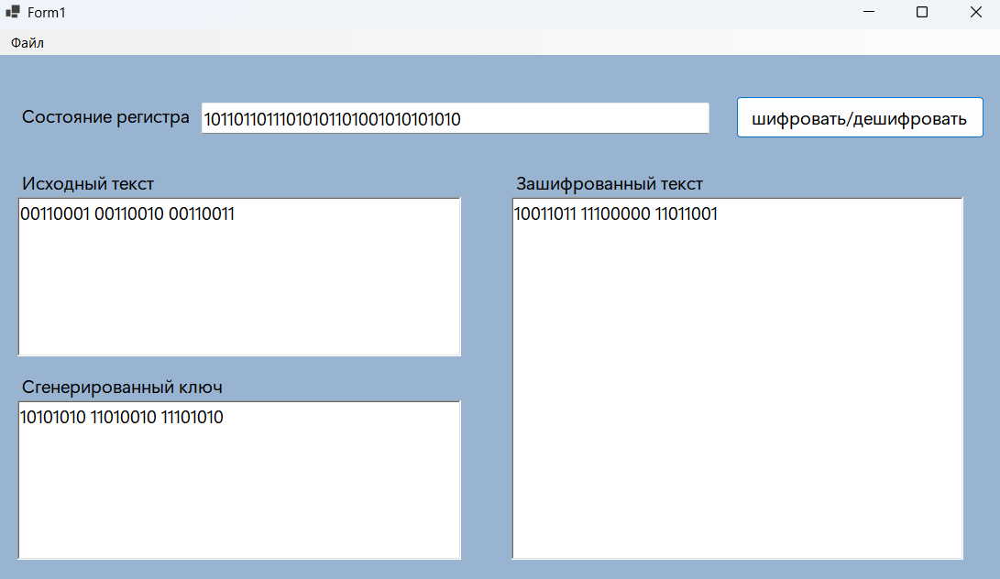 Form1
Файл
Состояние регистра 10110110111010101101001010101010 шифровать/дешифровать
Исходный текст
00110001 00110010 00110011
Зашифрованный текст
10011011 11100000 11011001
Сгенерированный ключ
10101010 11010010 11101010